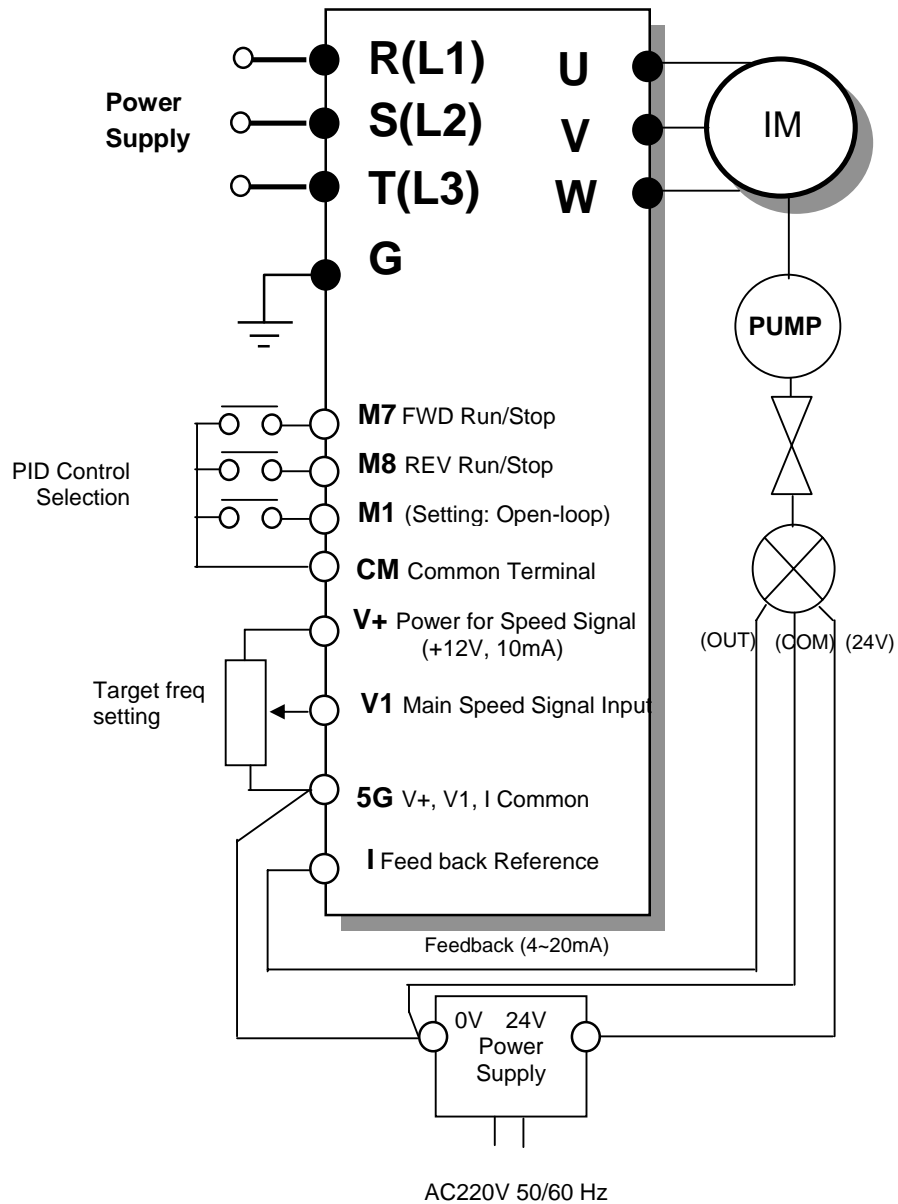 R(L1)
U
Power
Supply
S(L2)
V
IM
T(L3)
W
G
PUMP
M7 FWD Run/Stop
PID Control
Selection
M8 REV Run/Stop
M1 (Setting: Open-loop)
CM Common Terminal
V+ Power for Speed Signal
(+12V, 10mA)
(OUT) (COM) (24V)
Target freq
setting
V1 Main Speed Signal Input
5G V+, V1, I Common
I Feed back Reference
Feedback (4~20mA)
0V 24V
Power
Supply
AC220V 50/60 Hz